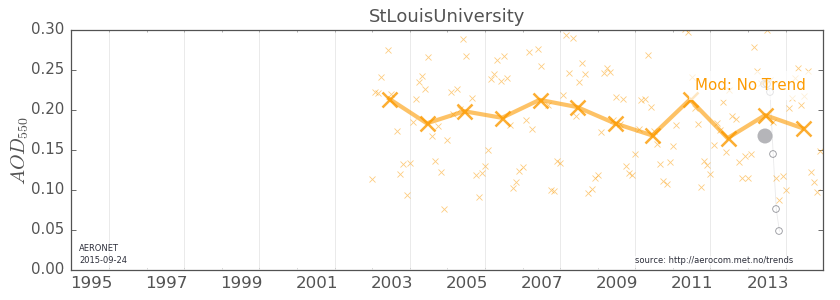 StLouisUniversity
0.30
0.25
0.20
0.15
0.10
0.05
0.00
AOD550
Mod: No Trend
AERONET
2015-09-24
source: http://aerocom.met.no/trends
1995 1997 1999 2001 2003 2005 2007 2009 2011 2013